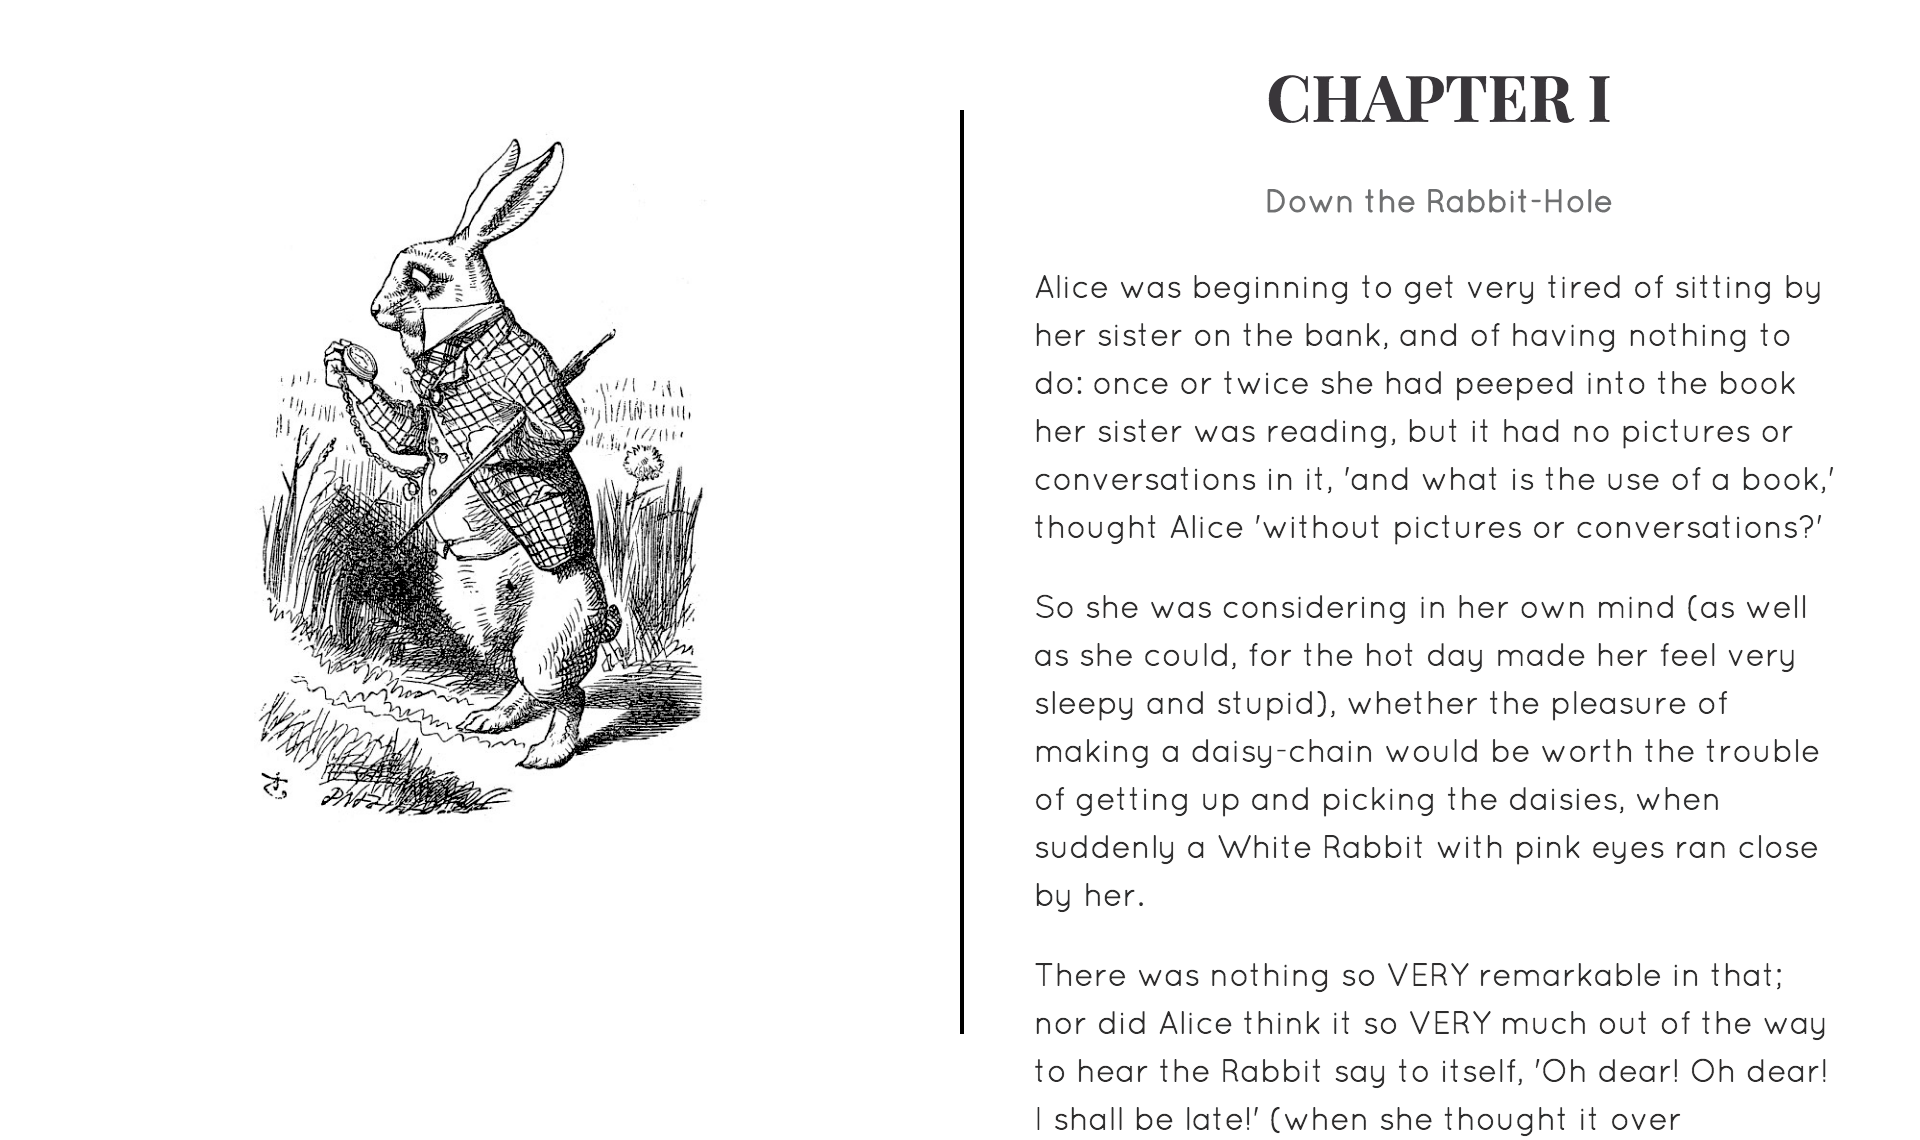 CHAPTER I
Down the Rabbit-Hole
Alice was beginning to get very tired of sitting by
her sister on the bank, and of having nothing to
do: once or twice she had peeped into the book
her sister was reading, but it had no pictures or
conversations in it, 'and what is the use of a book,'
thought Alice 'without pictures or conversations?'
So she was considering in her own mind (as well
as she could, for the hot day made her feel very
sleepy and stupid), whether the pleasure of
making a daisy-chain would be worth the trouble
of getting up and picking the daisies, when
suddenly a White Rabbit with pink eyes ran close
by her.
There was nothing so VERY remarkable in that;
nor did Alice think it so VERY much out of the way
to hear the Rabbit say to itself, 'Oh dear! Oh dear!
I shall be late!' (when she thought it over